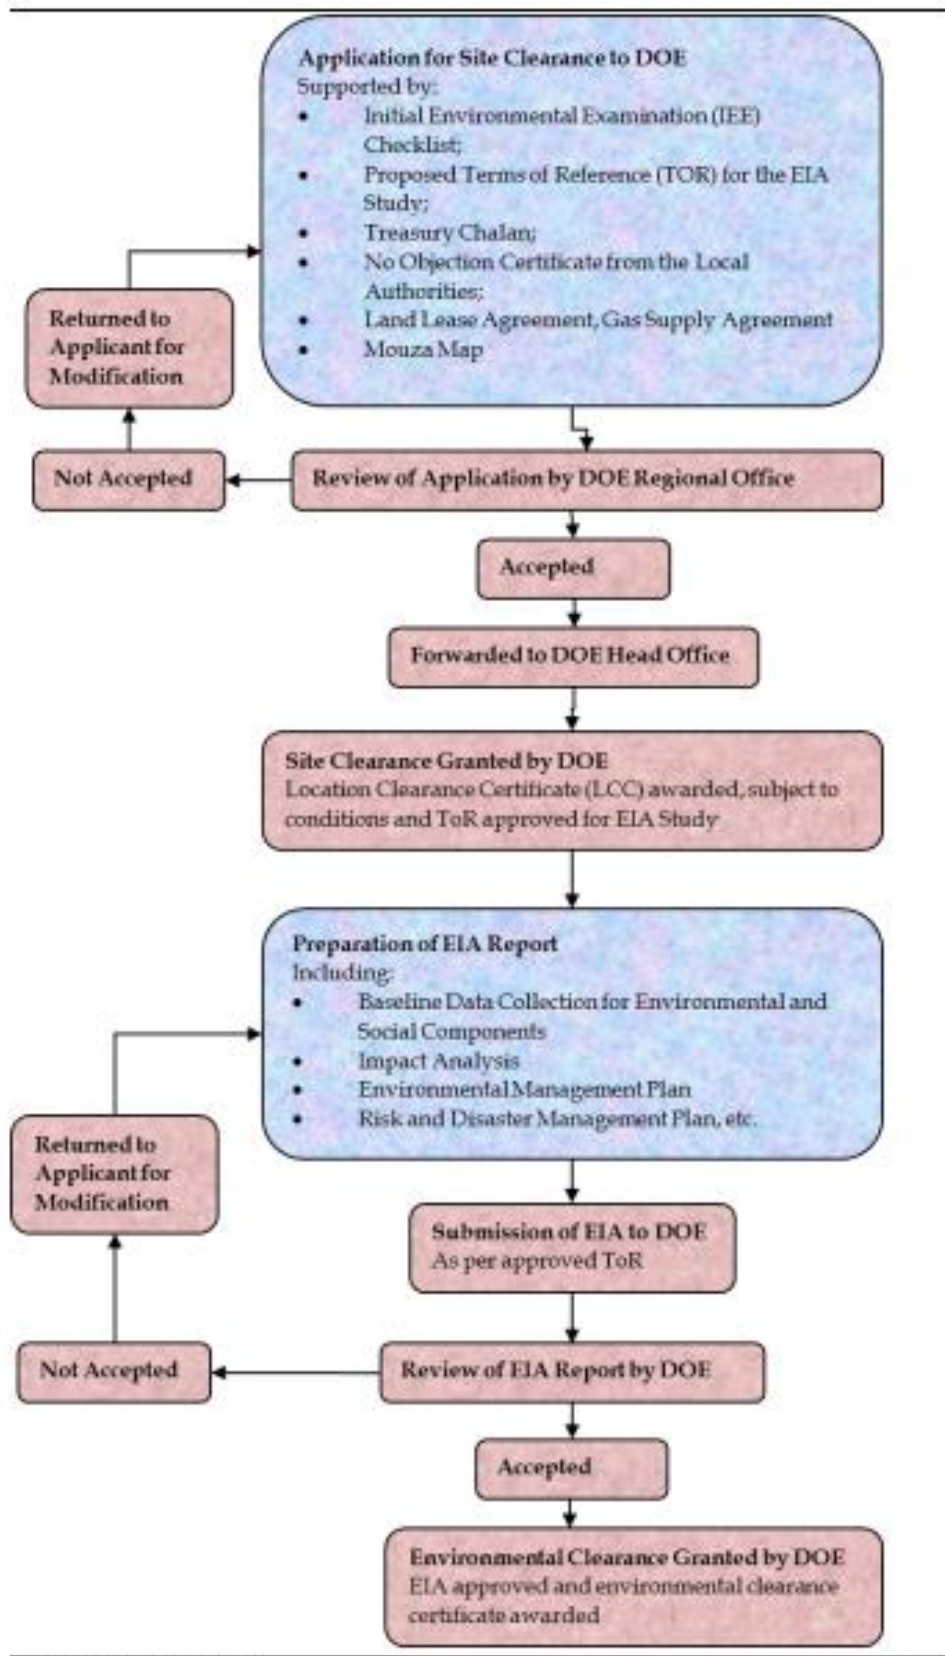 Application for Site Clearance to DOE
Supported by:
• Initial Environmental Examination (IEE)
Checklist;
• Proposed Terms of Reference (TOR) for the EIA
Study;
• Treasury Chalan;
• No Objection Certificate from the Local
Authorities;
• Land Lease Agreement, Gas Supply Agreement
• Mouza Map
Returned to
Applicant for
Modification
Not Accepted
Review of Application by DOE Regional Office
Accepted
Forwarded to DOE Head Office
Site Clearance Granted by DOE
Location Clearance Certificate (LCC) awarded, subject to
conditions and ToR approved for EIA Study
Preparation of EIA Report
Including:
• Baseline Data Collection for Environmental and
Social Components
• Impact Analysis
• Environmental Management Plan
• Risk and Disaster Management Plan, etc.
Returned to
Applicant for
Modification
Submission of EIA to DOE
As per approved ToR
Not Accepted
Review of EIA Report by DOE
Accepted
Environmental Clearance Granted by DOE
EIA approved and environmental clearance
certificate awarded